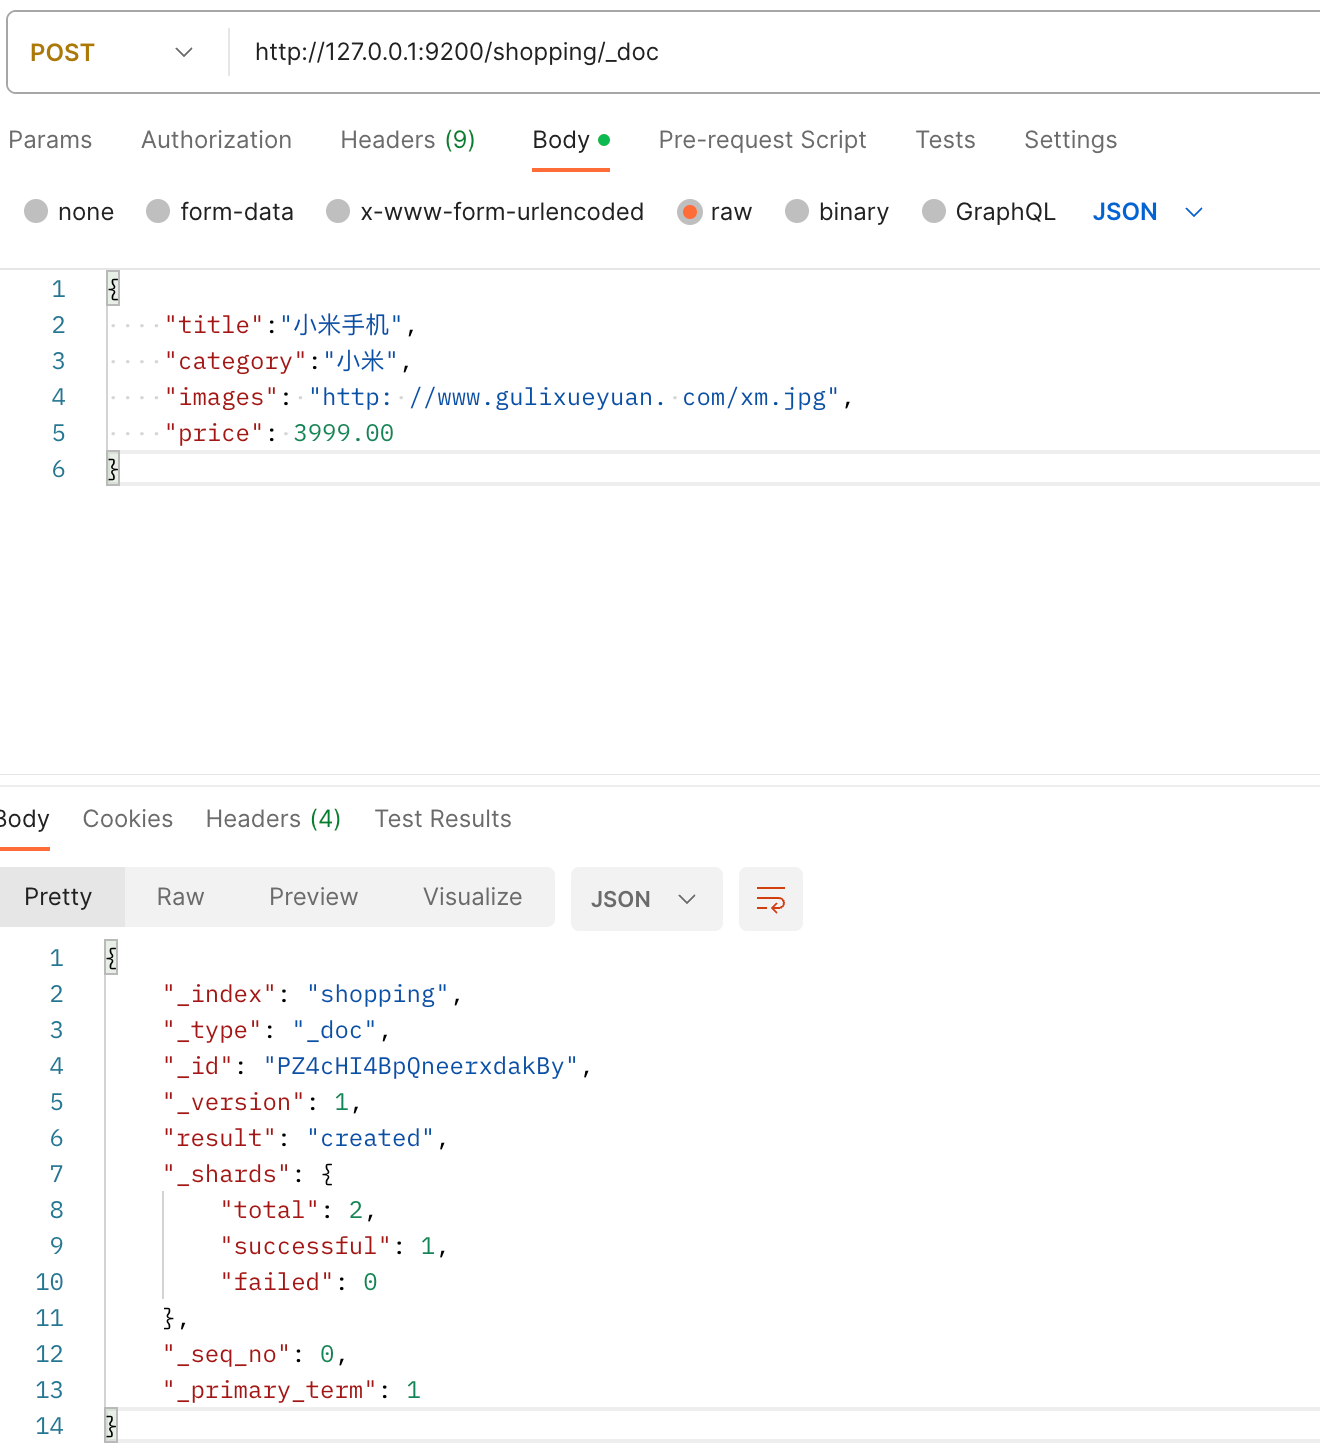 POST http://127.0.0.1:9200/shopping/_doc
Params Authorization Headers (9) Body Pre-request Script Tests Settings
none form-data x-www-form-urlencoded raw binary GraphQL JSON
1 {
2 "title":"小米手机",
3 "category":"小米",
4 "images": "http: //www.gulixueyuan. com/xm.jpg",
5 "price": 3999.00
6 }
Body Cookies Headers (4) Test Results
Pretty Raw Preview Visualize JSON
1 {
2 "_index": "shopping",
3 "_type": "_doc",
4 "_id": "PZ4cHI4BpQneerxdakBy",
5 "_version": 1,
6 "result": "created",
7 "_shards": {
8 "total": 2,
9 "successful": 1,
10 "failed": 0
11 },
12 "_seq_no": 0,
13 "_primary_term": 1
14 }